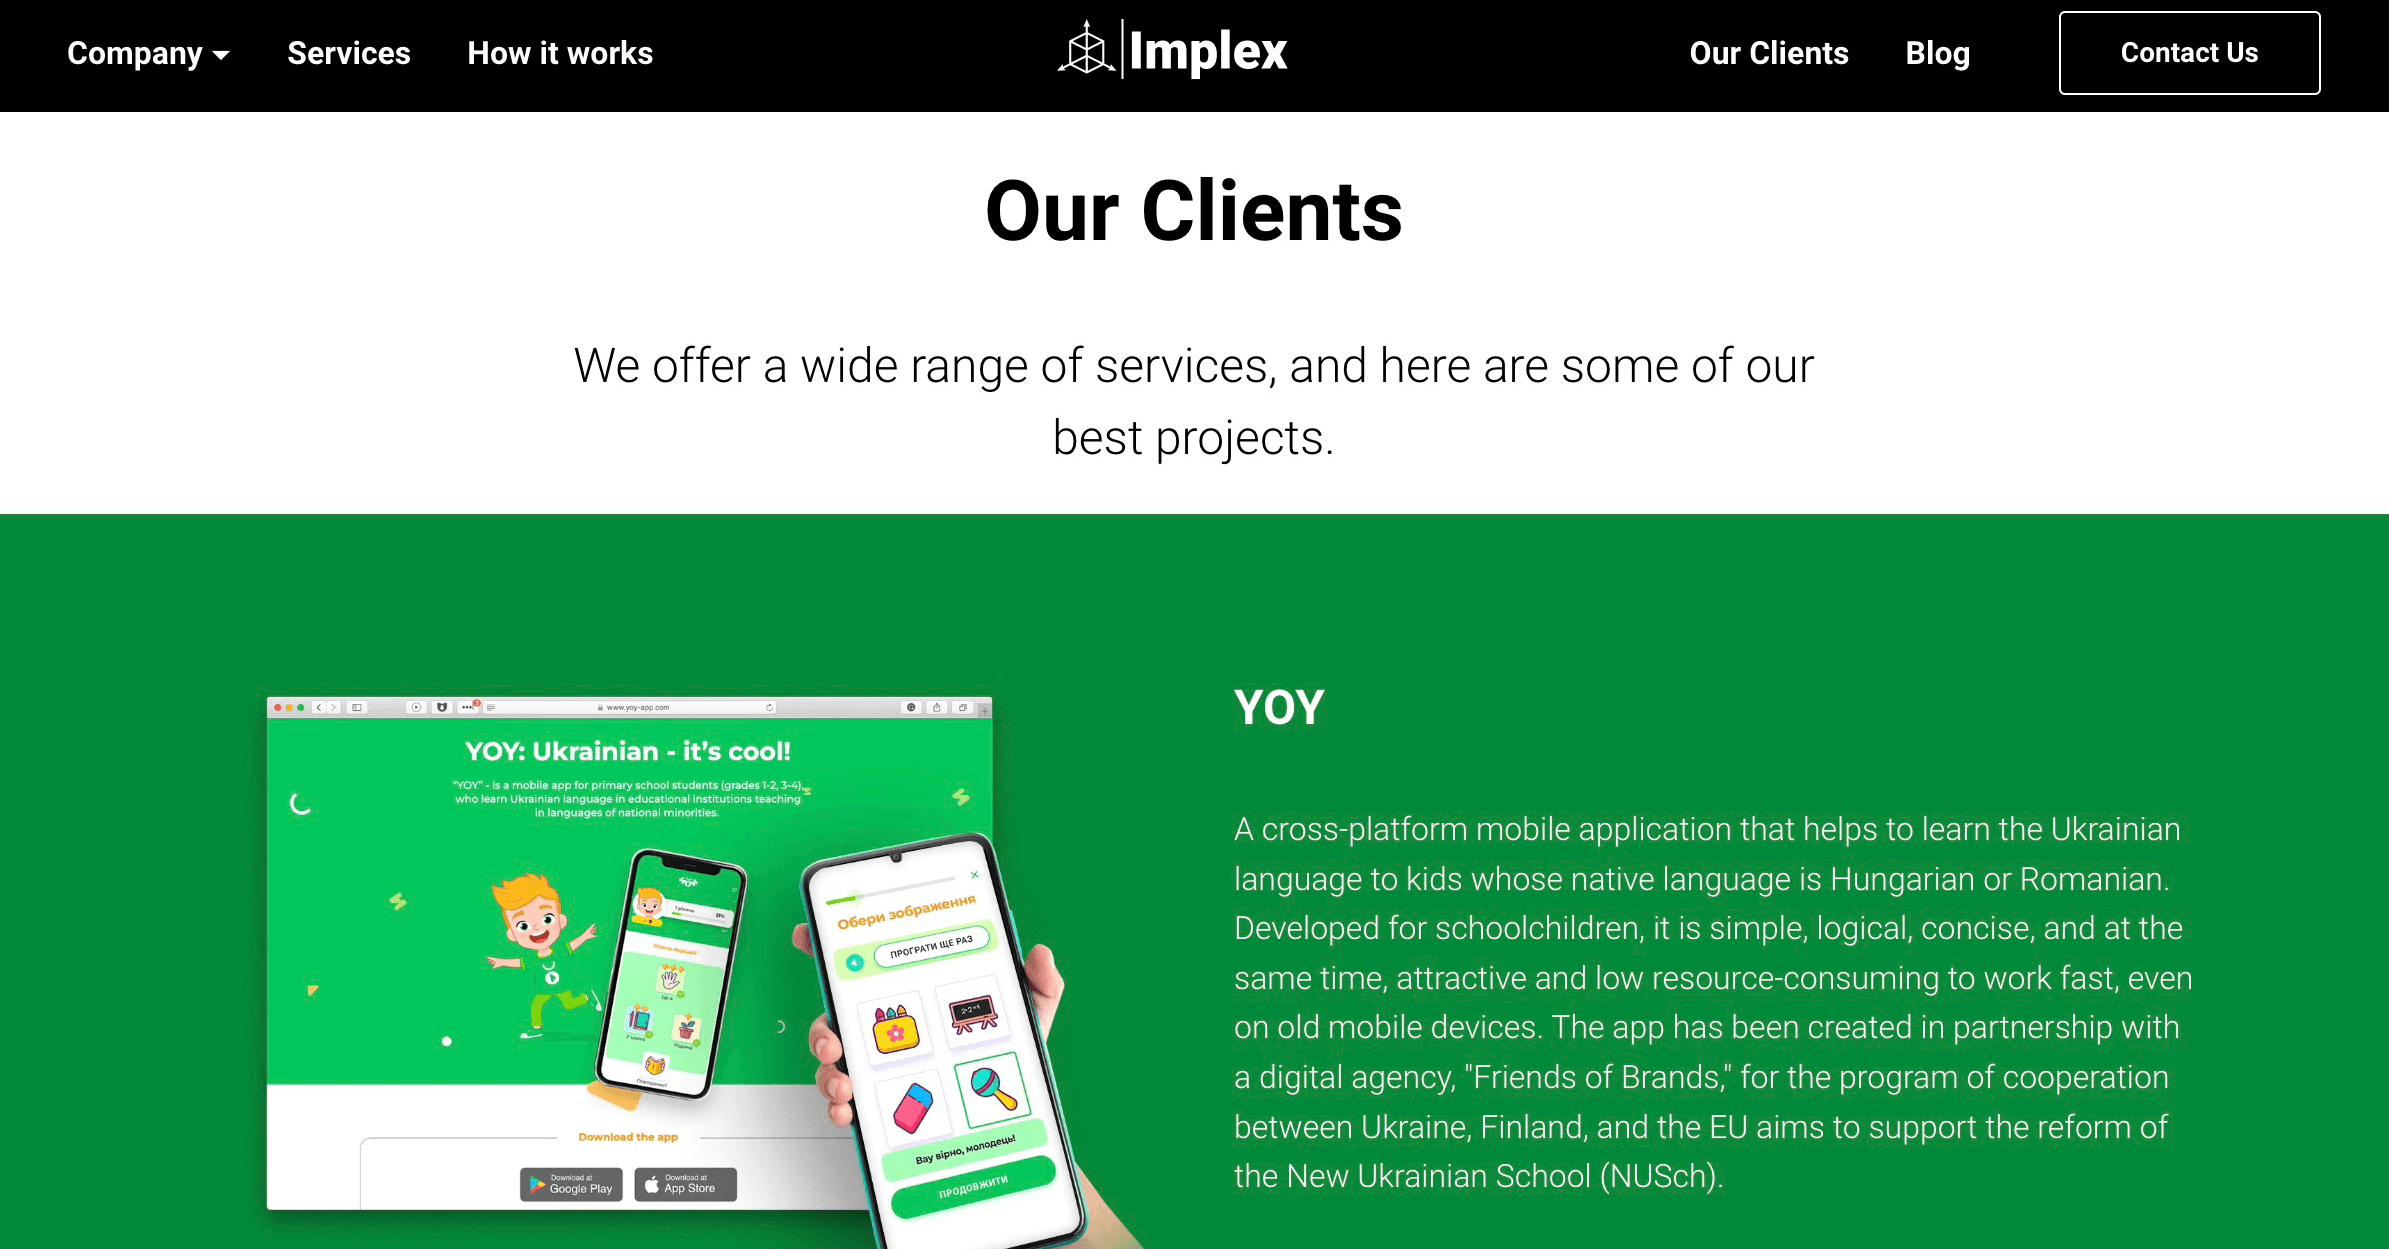 Company
Services
How it works
Implex
Our Clients
Blog
Contact Us
Our Clients
We offer a wide range of services, and here are some of our
best projects.
www.yoy-app.com
YOY: Ukrainian - it's cool!
"YOY" - is a mobile app for primary school students (grades 1-2, 3-4),
who learn Ukrainian language in educational institutions teaching
in languages of national minorities.
1 рівень
Це я
У школі
Родина
Download the app
Download at
Google Play
Download at
App Store
Обери зображення
ПРОГРАТИ ЩЕ РАЗ
2-2=
Вау вірно, молодець!
ПРОДОВЖИТИ
YOY
A cross-platform mobile application that helps to learn the Ukrainian
language to kids whose native language is Hungarian or Romanian.
Developed for schoolchildren, it is simple, logical, concise, and at the
same time, attractive and low resource-consuming to work fast, even
on old mobile devices. The app has been created in partnership with
a digital agency, "Friends of Brands," for the program of cooperation
between Ukraine, Finland, and the EU aims to support the reform of
the New Ukrainian School (NUSch).